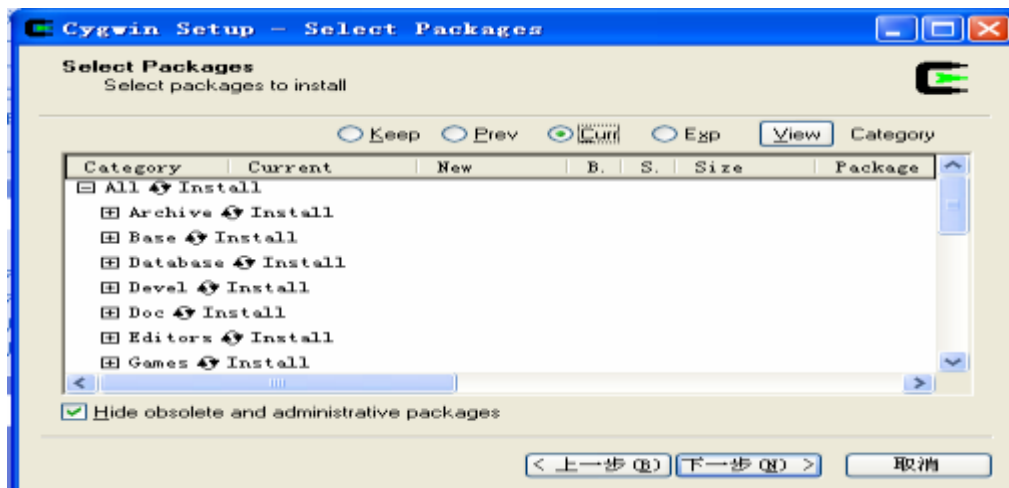 Cygwin Setup - Select Packages
Select Packages
Select packages to install
Keep Prev Curr Exp View Category
Category Current New B. S. Size Package
All Install
Archive Install
Base Install
Database Install
Devel Install
Doc Install
Editors Install
Games Install
Hide obsolete and administrative packages
< 上一步(B) 下一步(N) > 取消